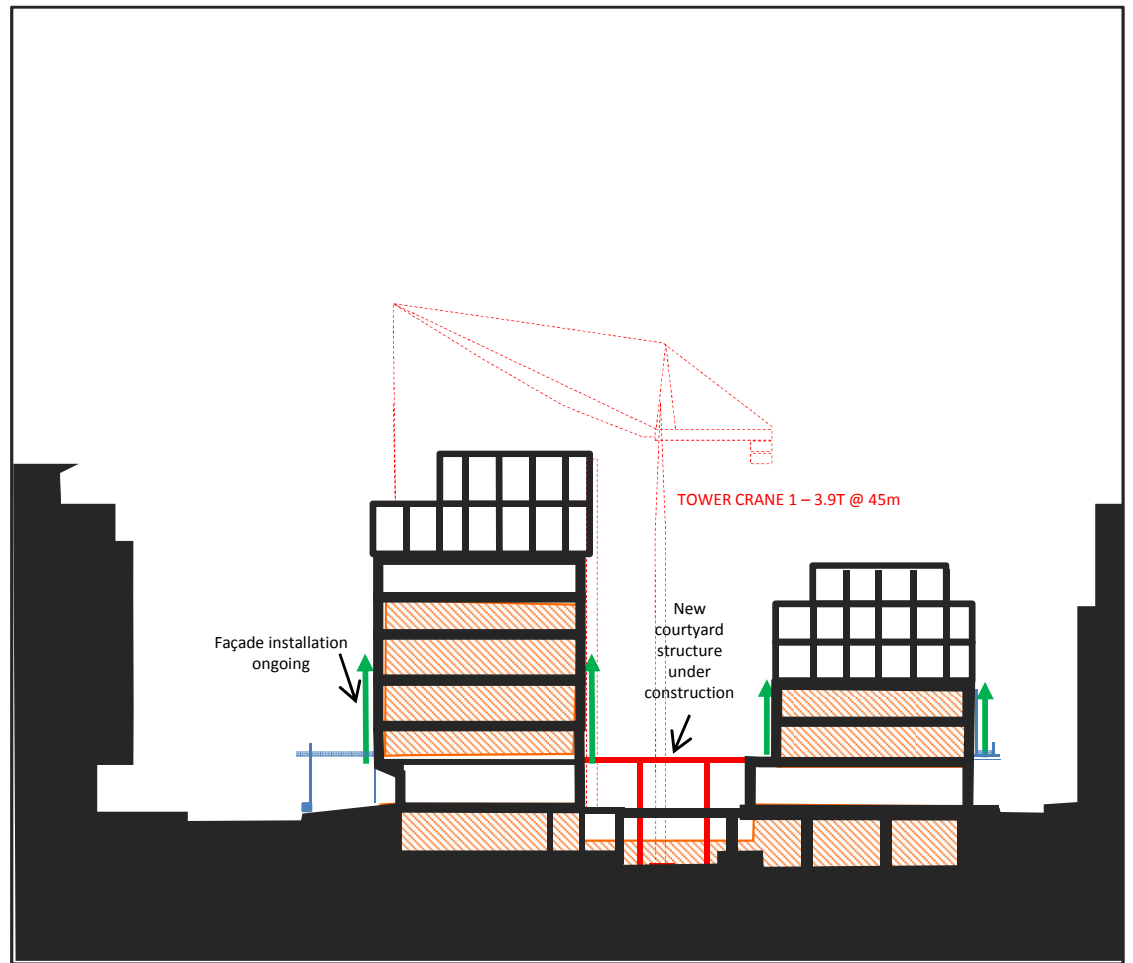 TOWER CRANE 1 – 3.9T @ 45m
Façade installation
ongoing
New
courtyard
structure
under
construction